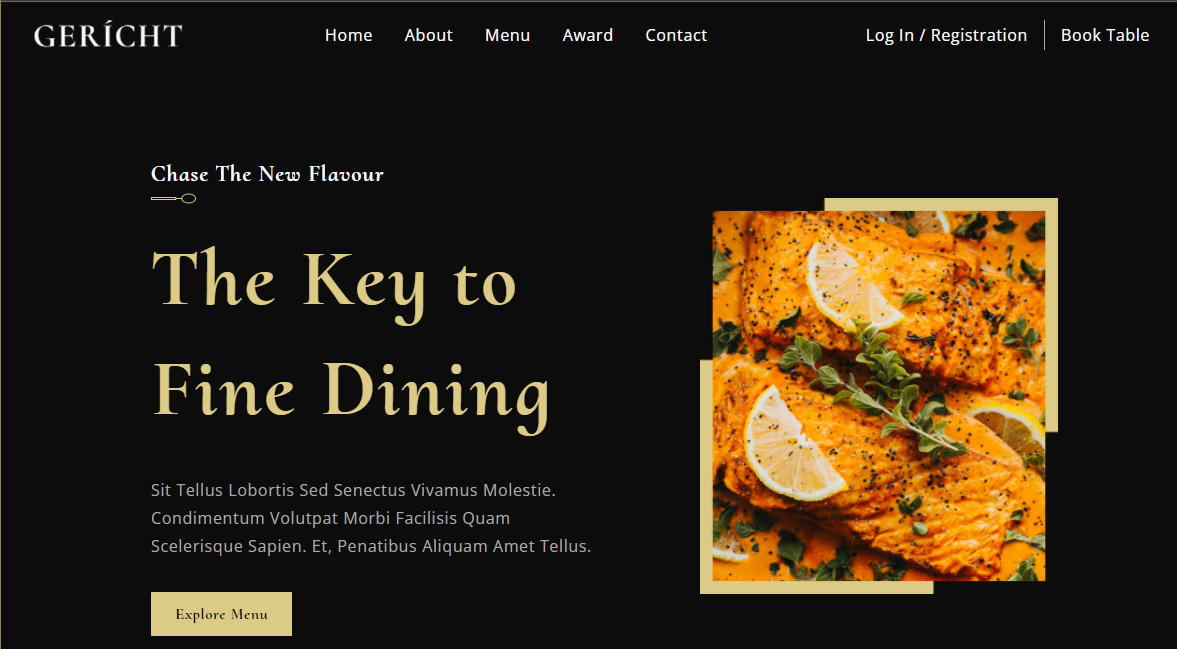 GERÍCHT
Home About Menu Award Contact
Log In / Registration Book Table
Chase The New Flavour
The Key to
Fine Dining
Sit Tellus Lobortis Sed Senectus Vivamus Molestie.
Condimentum Volutpat Morbi Facilisis Quam
Scelerisque Sapien. Et, Penatibus Aliquam Amet Tellus.
Explore Menu